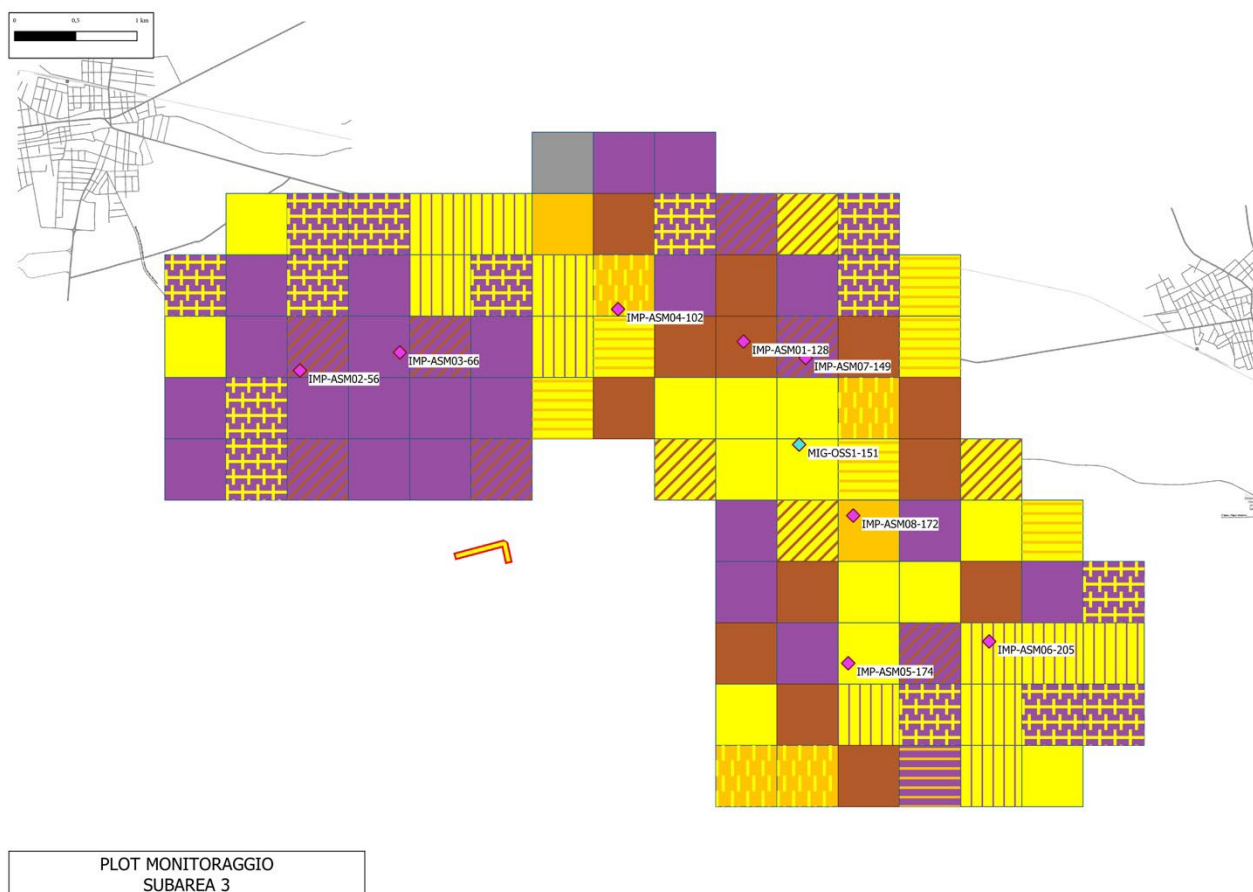 0 0,5 1 km
IMP-ASM04-102
IMP-ASM01-128
IMP-ASM03-66
IMP-ASM07-149
IMP-ASM02-56
MIG-OSS1-151
IMP-ASM08-172
IMP-ASM06-205
IMP-ASM05-174
PLOT MONITORAGGIO
SUBAREA 3